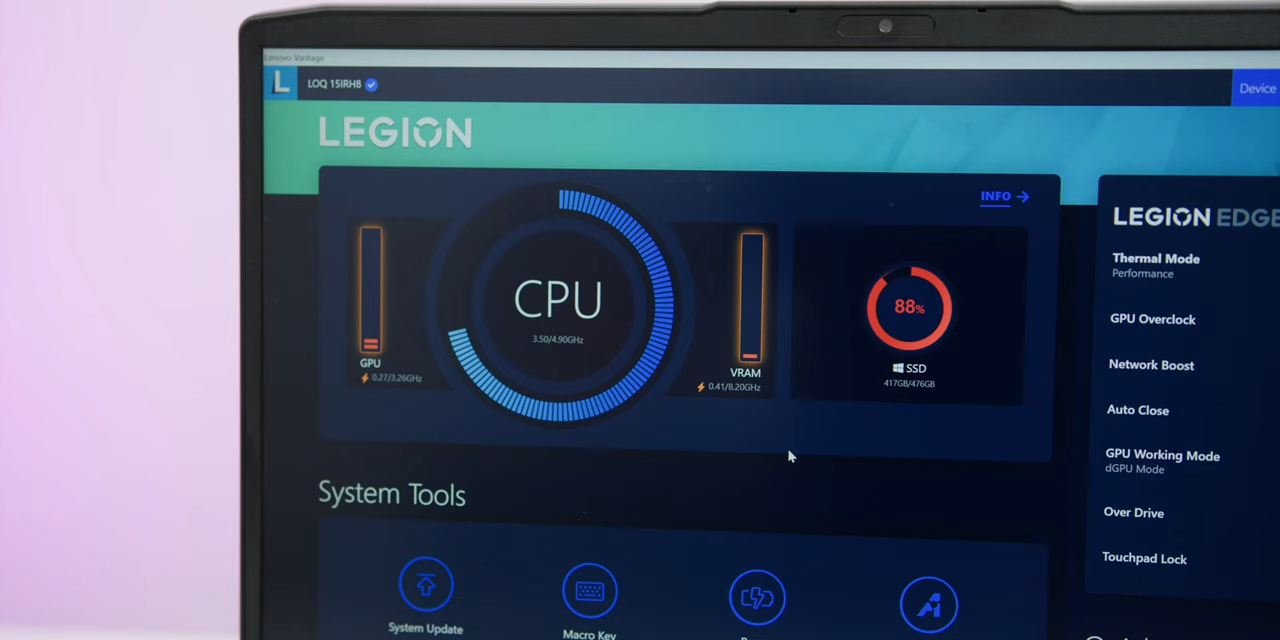 Lenovo Vantage
L
LOQ 15IRH8
Device
LEGION
INFO
CPU
3.50/4.90GHz
GPU
0.27/3.26GHz
VRAM
0.41/8.20GHz
88%
SSD
417GB/476GB
LEGION EDGE
Thermal Mode
Performance
GPU Overclock
Network Boost
Auto Close
GPU Working Mode
dGPU Mode
Over Drive
Touchpad Lock
System Tools
System Update
Macro Key